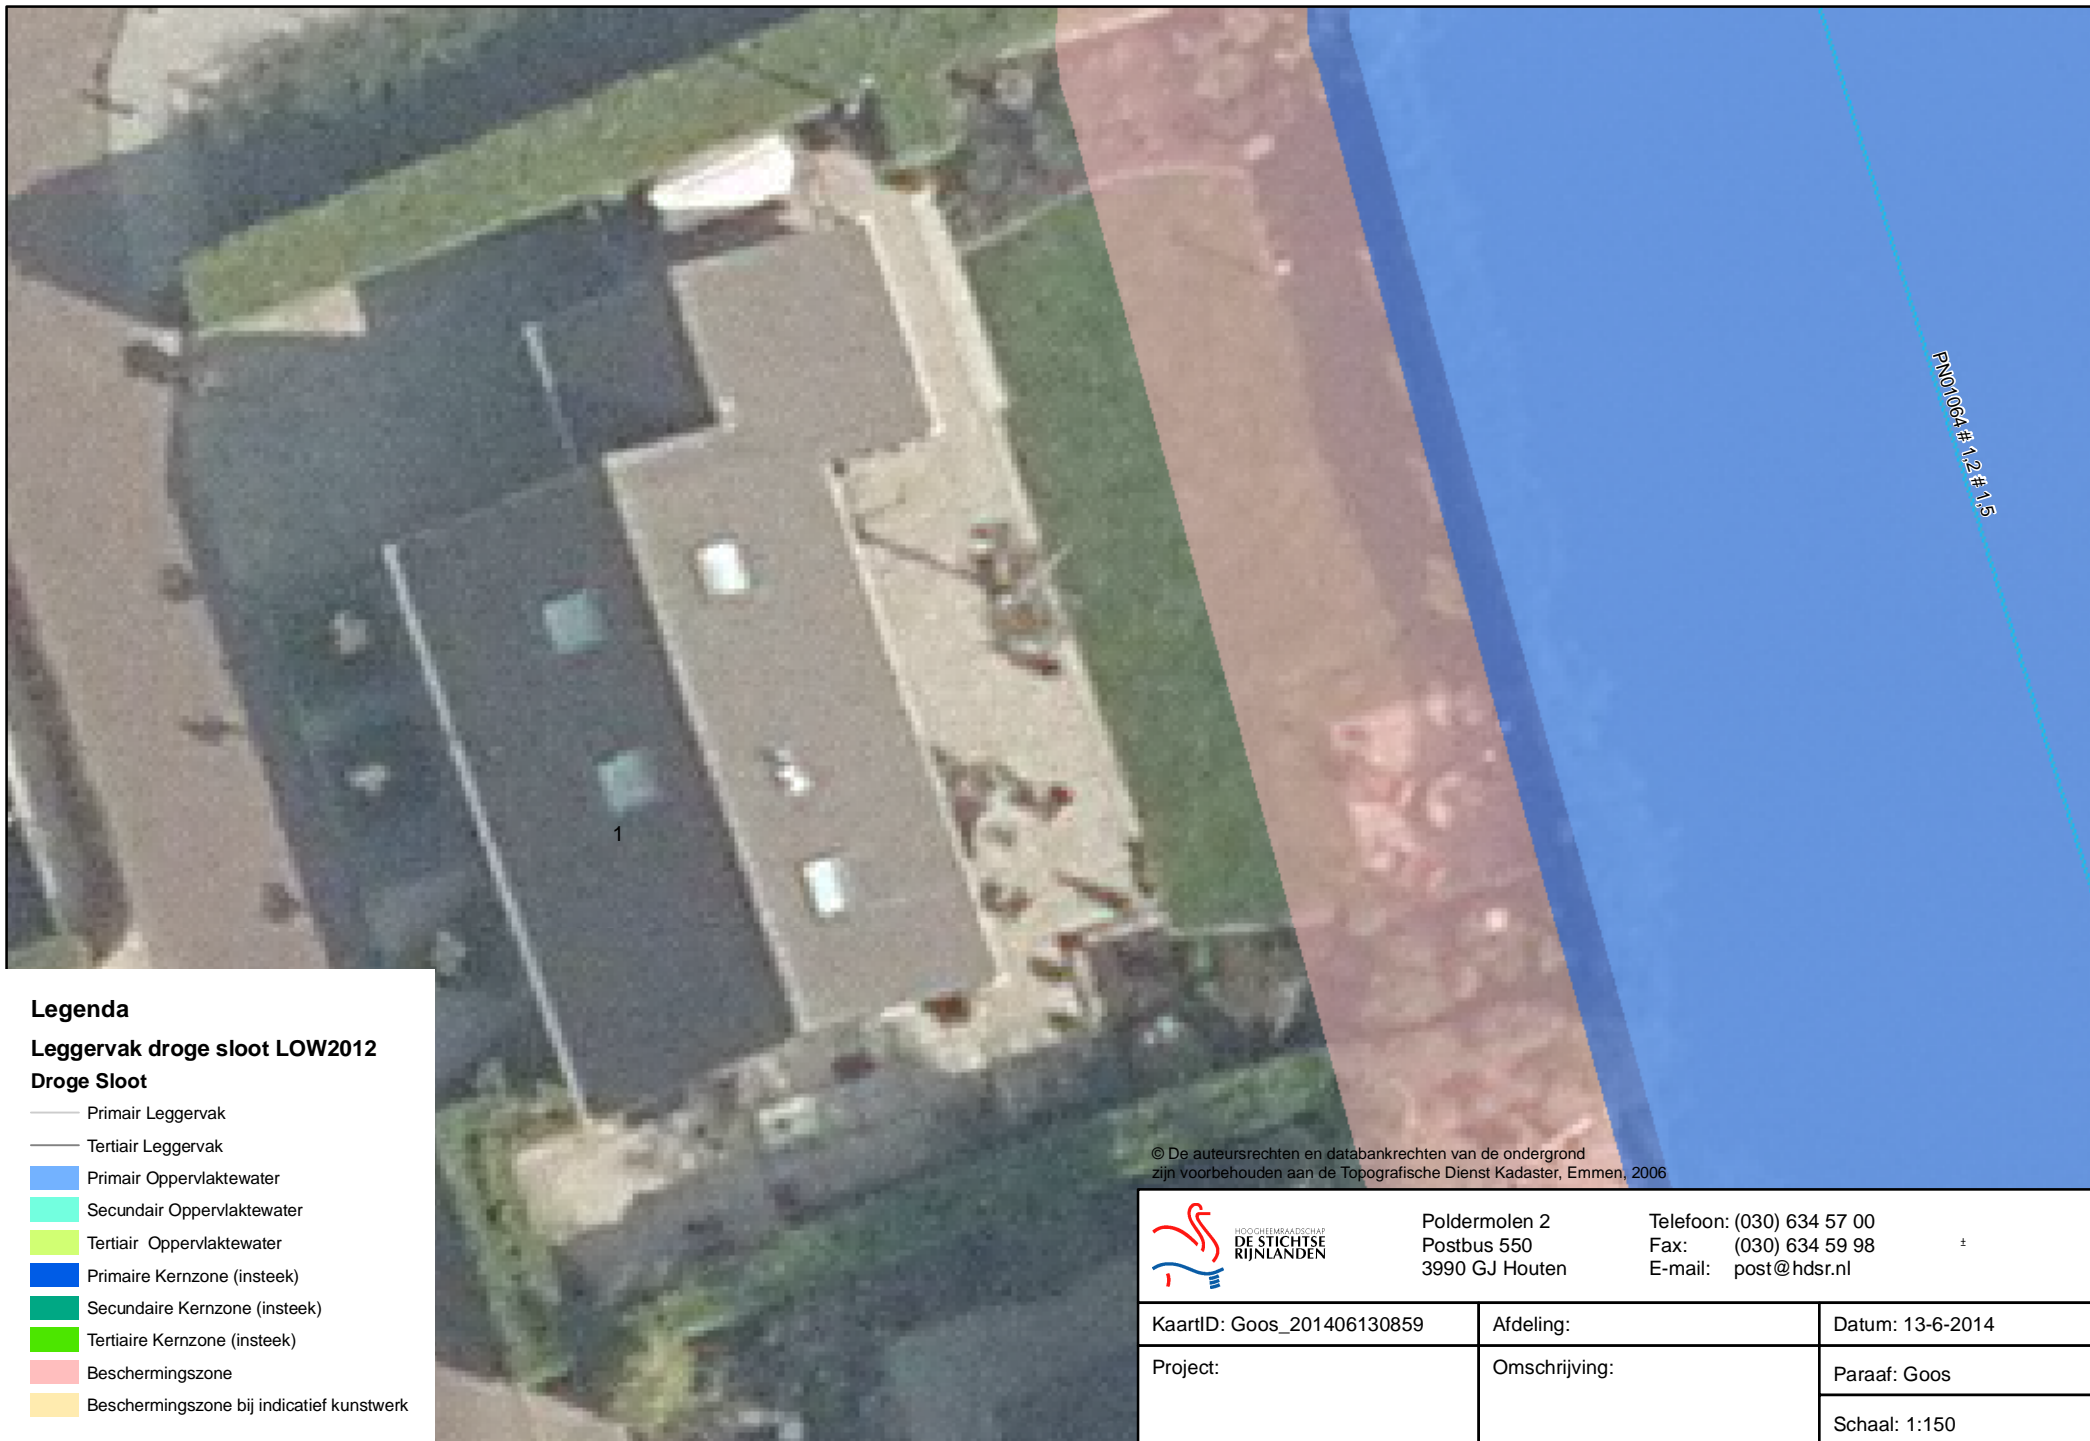 PN01064 # 1,2 # 1,5
1
Legenda
Leggervak droge sloot LOW2012
Droge Sloot
Primair Leggervak
Tertiair Leggervak
Primair Oppervlaktewater
Secundair Oppervlaktewater
Tertiair  Oppervlaktewater
Primaire Kernzone (insteek)
Secundaire Kernzone (insteek)
Tertiaire Kernzone (insteek)
Beschermingszone
Beschermingszone bij indicatief kunstwerk
© De auteursrechten en databankrechten van de ondergrond
zijn voorbehouden aan de Topografische Dienst Kadaster, Emmen, 2006
HOOGHEEMRAADSCHAP
DE STICHTSE
RIJNLANDEN
Poldermolen 2
Postbus 550
3990 GJ Houten
Telefoon: (030) 634 57 00
Fax: (030) 634 59 98
E-mail: post@hdsr.nl
±
KaartID: Goos_201406130859
Afdeling:
Datum: 13-6-2014
Project:
Omschrijving:
Paraaf: Goos
Schaal: 1:150